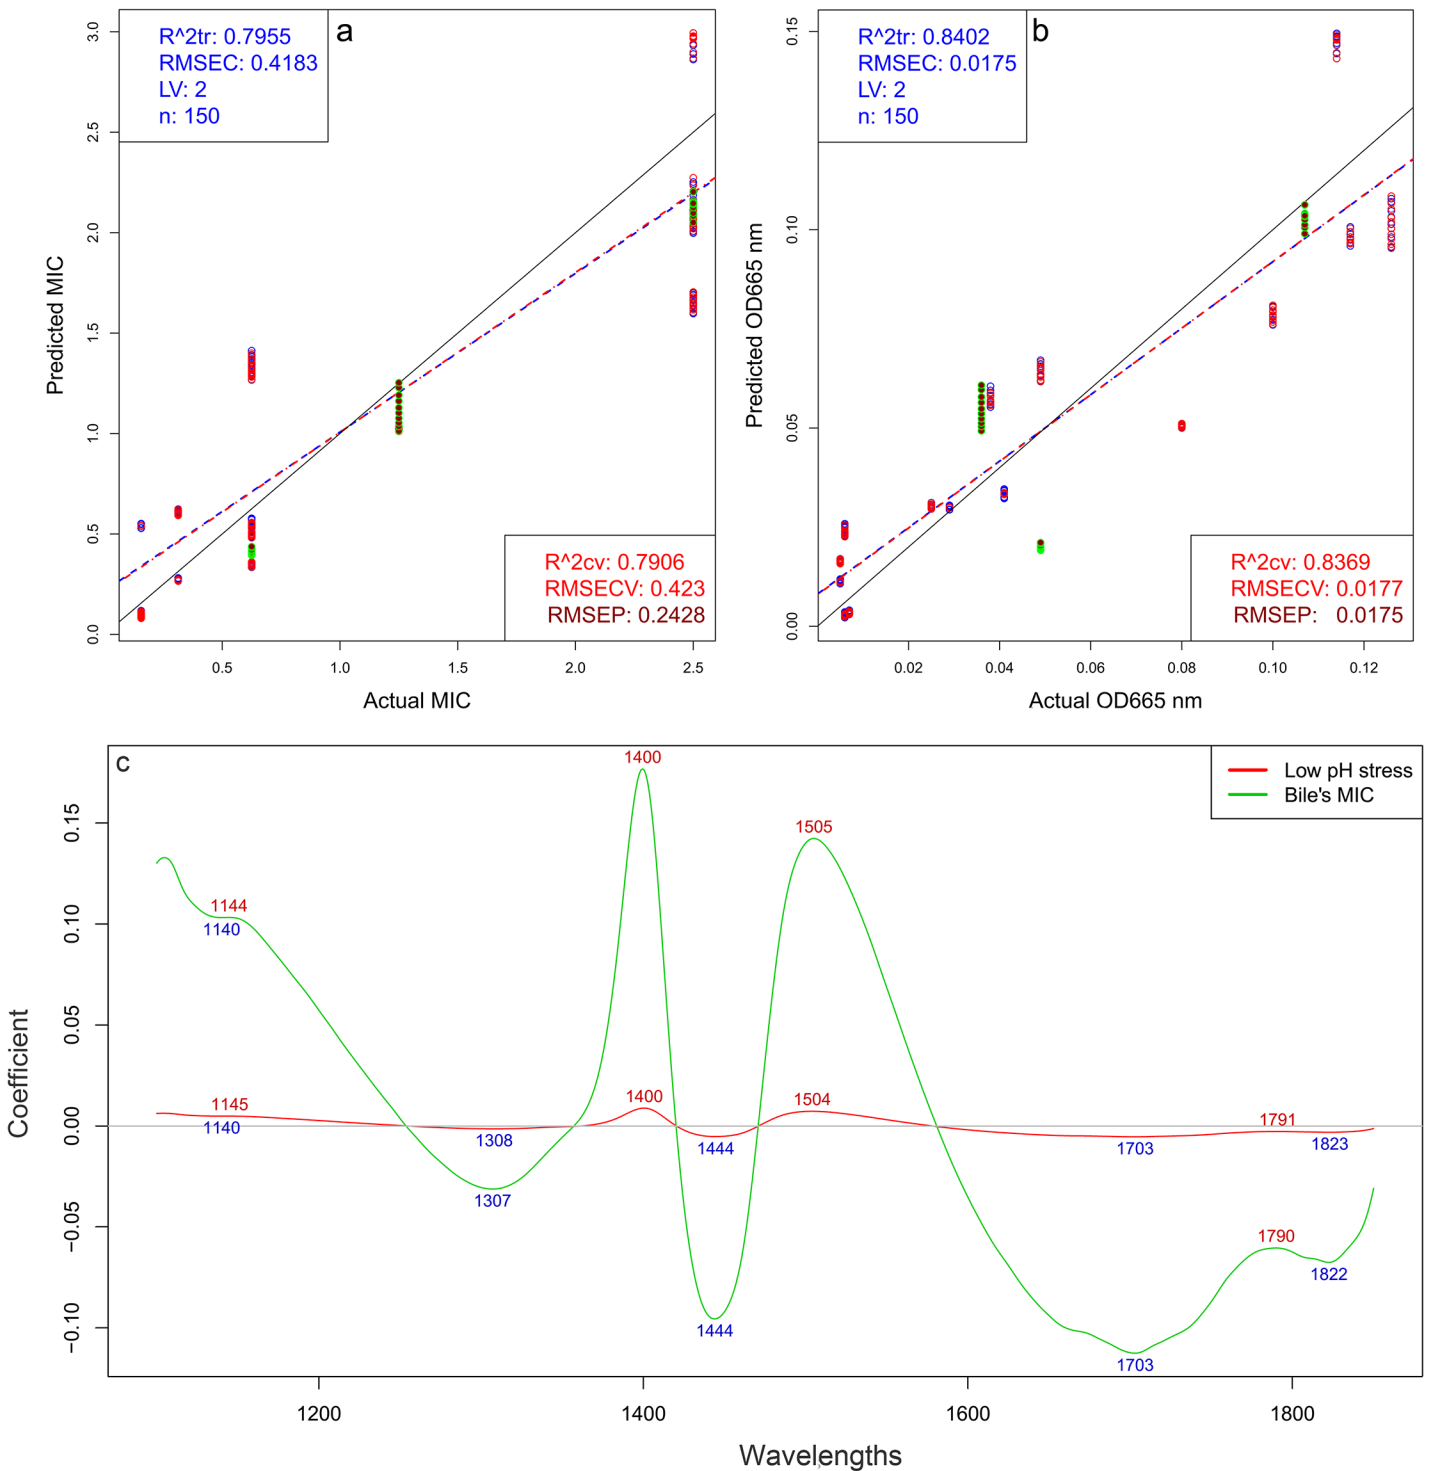 a
R^2tr: 0.7955
RMSEC: 0.4183
LV: 2
n: 150
R^2cv: 0.7906
RMSECV: 0.423
RMSEP: 0.2428
3.0
2.5
2.0
1.5
1.0
0.5
0.0
Predicted MIC
0.5 1.0 1.5 2.0 2.5
Actual MIC
b
R^2tr: 0.8402
RMSEC: 0.0175
LV: 2
n: 150
R^2cv: 0.8369
RMSECV: 0.0177
RMSEP: 0.0175
0.15
0.10
0.05
0.00
Predicted OD665 nm
0.02 0.04 0.06 0.08 0.10 0.12
Actual OD665 nm
c
Low pH stress
Bile's MIC
1400
1505
1144
1140
1145
1140
1400
1504
1308
1444
1791
1703
1823
1307
1790
1822
1444
1703
0.15
0.10
0.05
0.00
−0.05
−0.10
Coefficient
1200 1400 1600 1800
Wavelengths